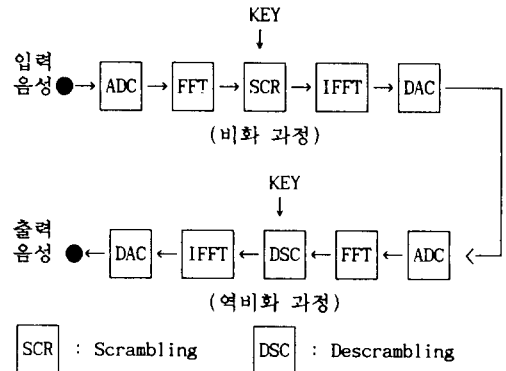 KEY
입력
음성 ADC FFT SCR IFFT DAC
(비화 과정)
KEY
출력
음성 DAC IFFT DSC FFT ADC
(역비화 과정)
SCR : Scrambling DSC : Descrambling